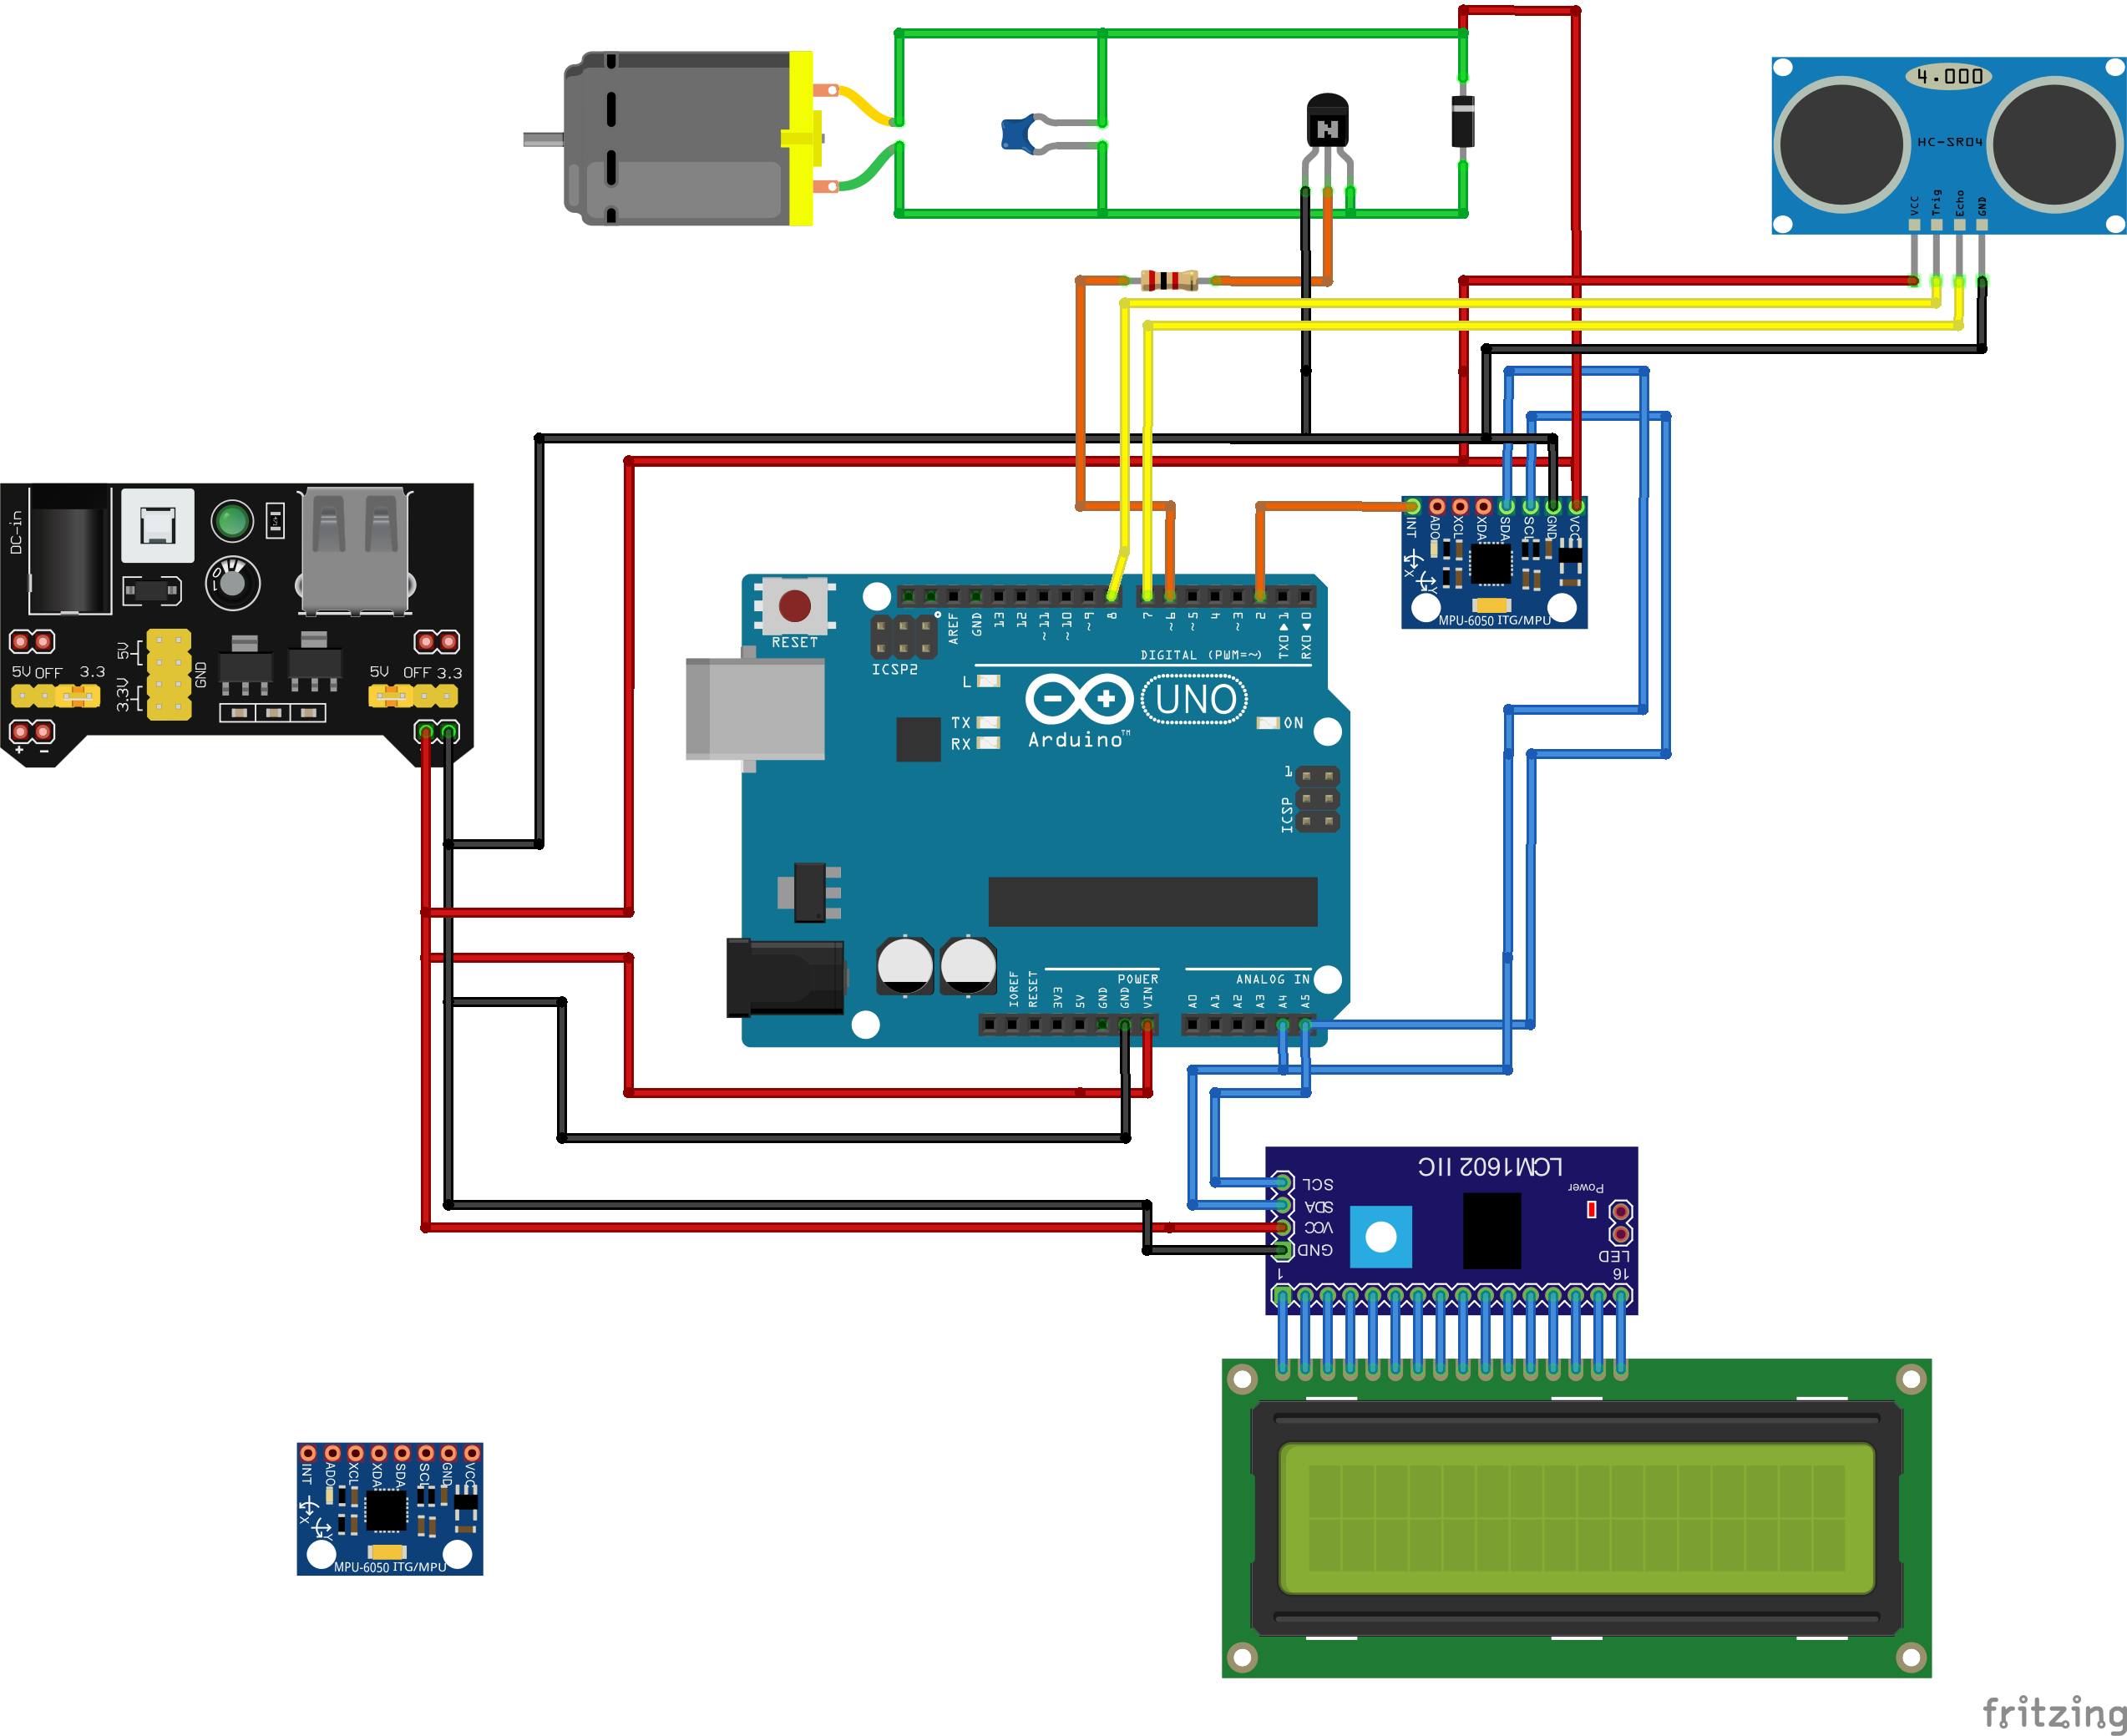 4.000
HC-SR04
VCC
Trig
Echo
GND
N
DC-in
5V
3.3V
GND
5V OFF 3.3
5V OFF 3.3
+ -
INT
ADO
XCL
XDA
SDA
SCL
GND
VCC
X
Y
MPU-6050 ITG/MPU
RESET
ICSP2
AREF
GND
13
12
~11
~10
~9
8
7
~6
~5
4
~3
2
TX0 1
RX0 0
DIGITAL (PWM=~)
L
TX
RX
UNO
Arduino™
ON
1
ICSP
IOREF
RESET
3V3
5V
GND
GND
VIN
POWER
ANALOG IN
A0
A1
A2
A3
A4
A5
LCM1602 IIC
SCL
SDA
VCC
GND
Power
LED
1
16
INT
ADO
XCL
XDA
SDA
SCL
GND
VCC
X
Y
MPU-6050 ITG/MPU
fritzing